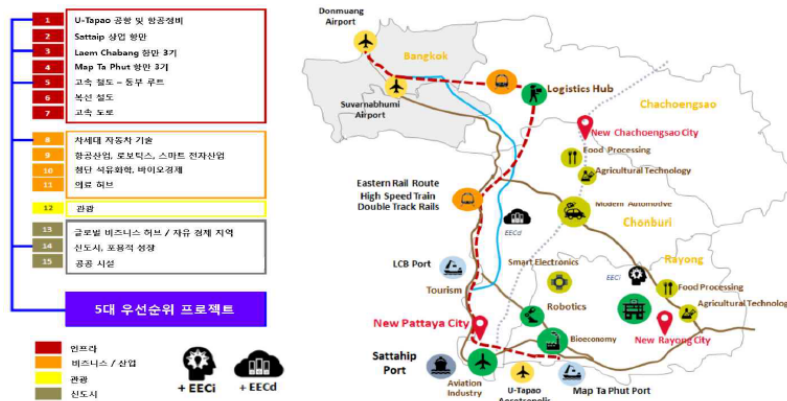 1 U-Tapao 공항 및 항공정비
2 Sattaip 상업 항만
3 Laem Chabang 항만 3기
4 Map Ta Phut 항만 3기
5 고속 철도 – 동부 루트
6 복선 철도
7 고속 도로
8 차세대 자동차 기술
9 항공산업, 로보틱스, 스마트 전자산업
10 첨단 석유화학, 바이오경제
11 의료 허브
12 관광
13 글로벌 비즈니스 허브 / 자유 경제 지역
14 신도시, 포용적 성장
15 공공 시설
5대 우선순위 프로젝트
인프라
비즈니스 / 산업
관광
신도시
+ EECi
+ EECd
Donmuang
Airport
Bangkok
Suvarnabhumi
Airport
Logistics Hub
Chachoengsao
New Chachoengsao City
Food Processing
Agricultural Technology
Eastern Rail Route
High Speed Train
Double Track Rails
Modern Automotive
EECd
Chonburi
LCB Port
Smart Electronics
Rayong
EECi
Tourism
Food Processing
Robotics
Agricultural Technology
New Pattaya City
Bioeconomy
New Rayong City
Sattahip
Port
Aviation
Industry
U-Tapao
Aerotropolis
Map Ta Phut Port